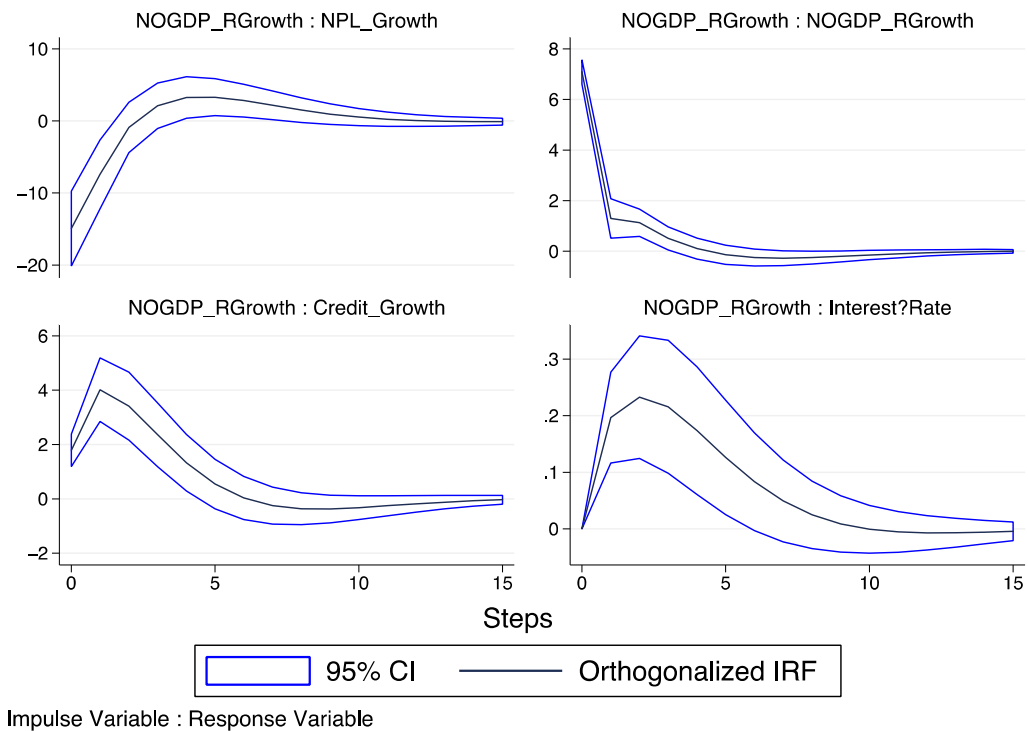 NOGDP_RGrowth : NPL_Growth
NOGDP_RGrowth : NOGDP_RGrowth
10
0
−10
−20
8
6
4
2
0
NOGDP_RGrowth : Credit_Growth
NOGDP_RGrowth : Interest?Rate
6
4
2
0
−2
.3
.2
.1
0
0 5 10 15
0 5 10 15
Steps
95% CI Orthogonalized IRF
Impulse Variable : Response Variable